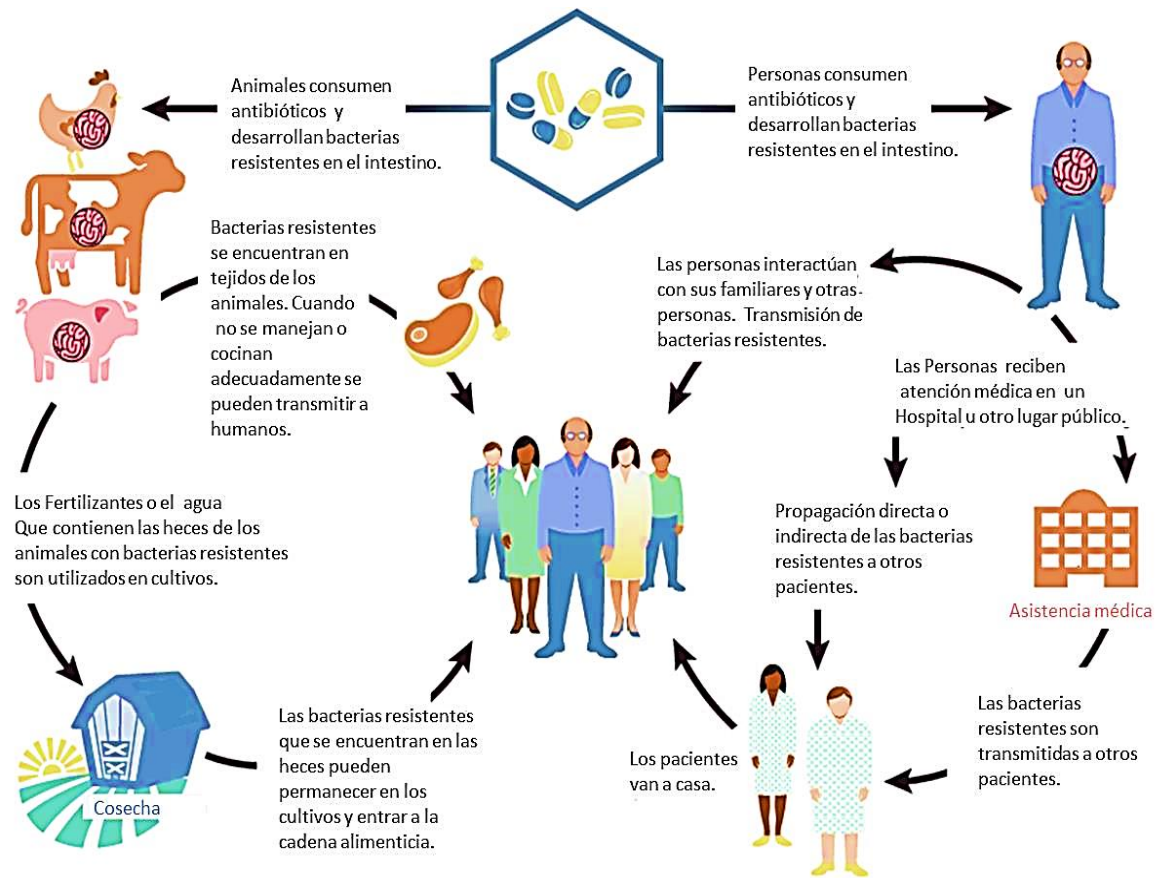 Animales consumen
antibióticos y
desarrollan bacterias
resistentes en el intestino.
Personas consumen
antibióticos y
desarrollan bacterias
resistentes en el intestino.
Bacterias resistentes
se encuentran en
tejidos de los
animales. Cuando
no se manejan o
cocinan
adecuadamente se
pueden transmitir a
humanos.
Las personas interactúan
con sus familiares y otras
personas. Transmisión de
bacterias resistentes.
Las Personas reciben
atención médica en un
Hospital u otro lugar público.
Los Fertilizantes o el agua
Que contienen las heces de los
animales con bacterias resistentes
son utilizados en cultivos.
Propagación directa o
indirecta de las bacterias
resistentes a otros
pacientes.
Asistencia médica
Cosecha
Las bacterias resistentes
que se encuentran en las
heces pueden
permanecer en los
cultivos y entrar a la
cadena alimenticia.
Los pacientes
van a casa.
Las bacterias
resistentes son
transmitidas a otros
pacientes.